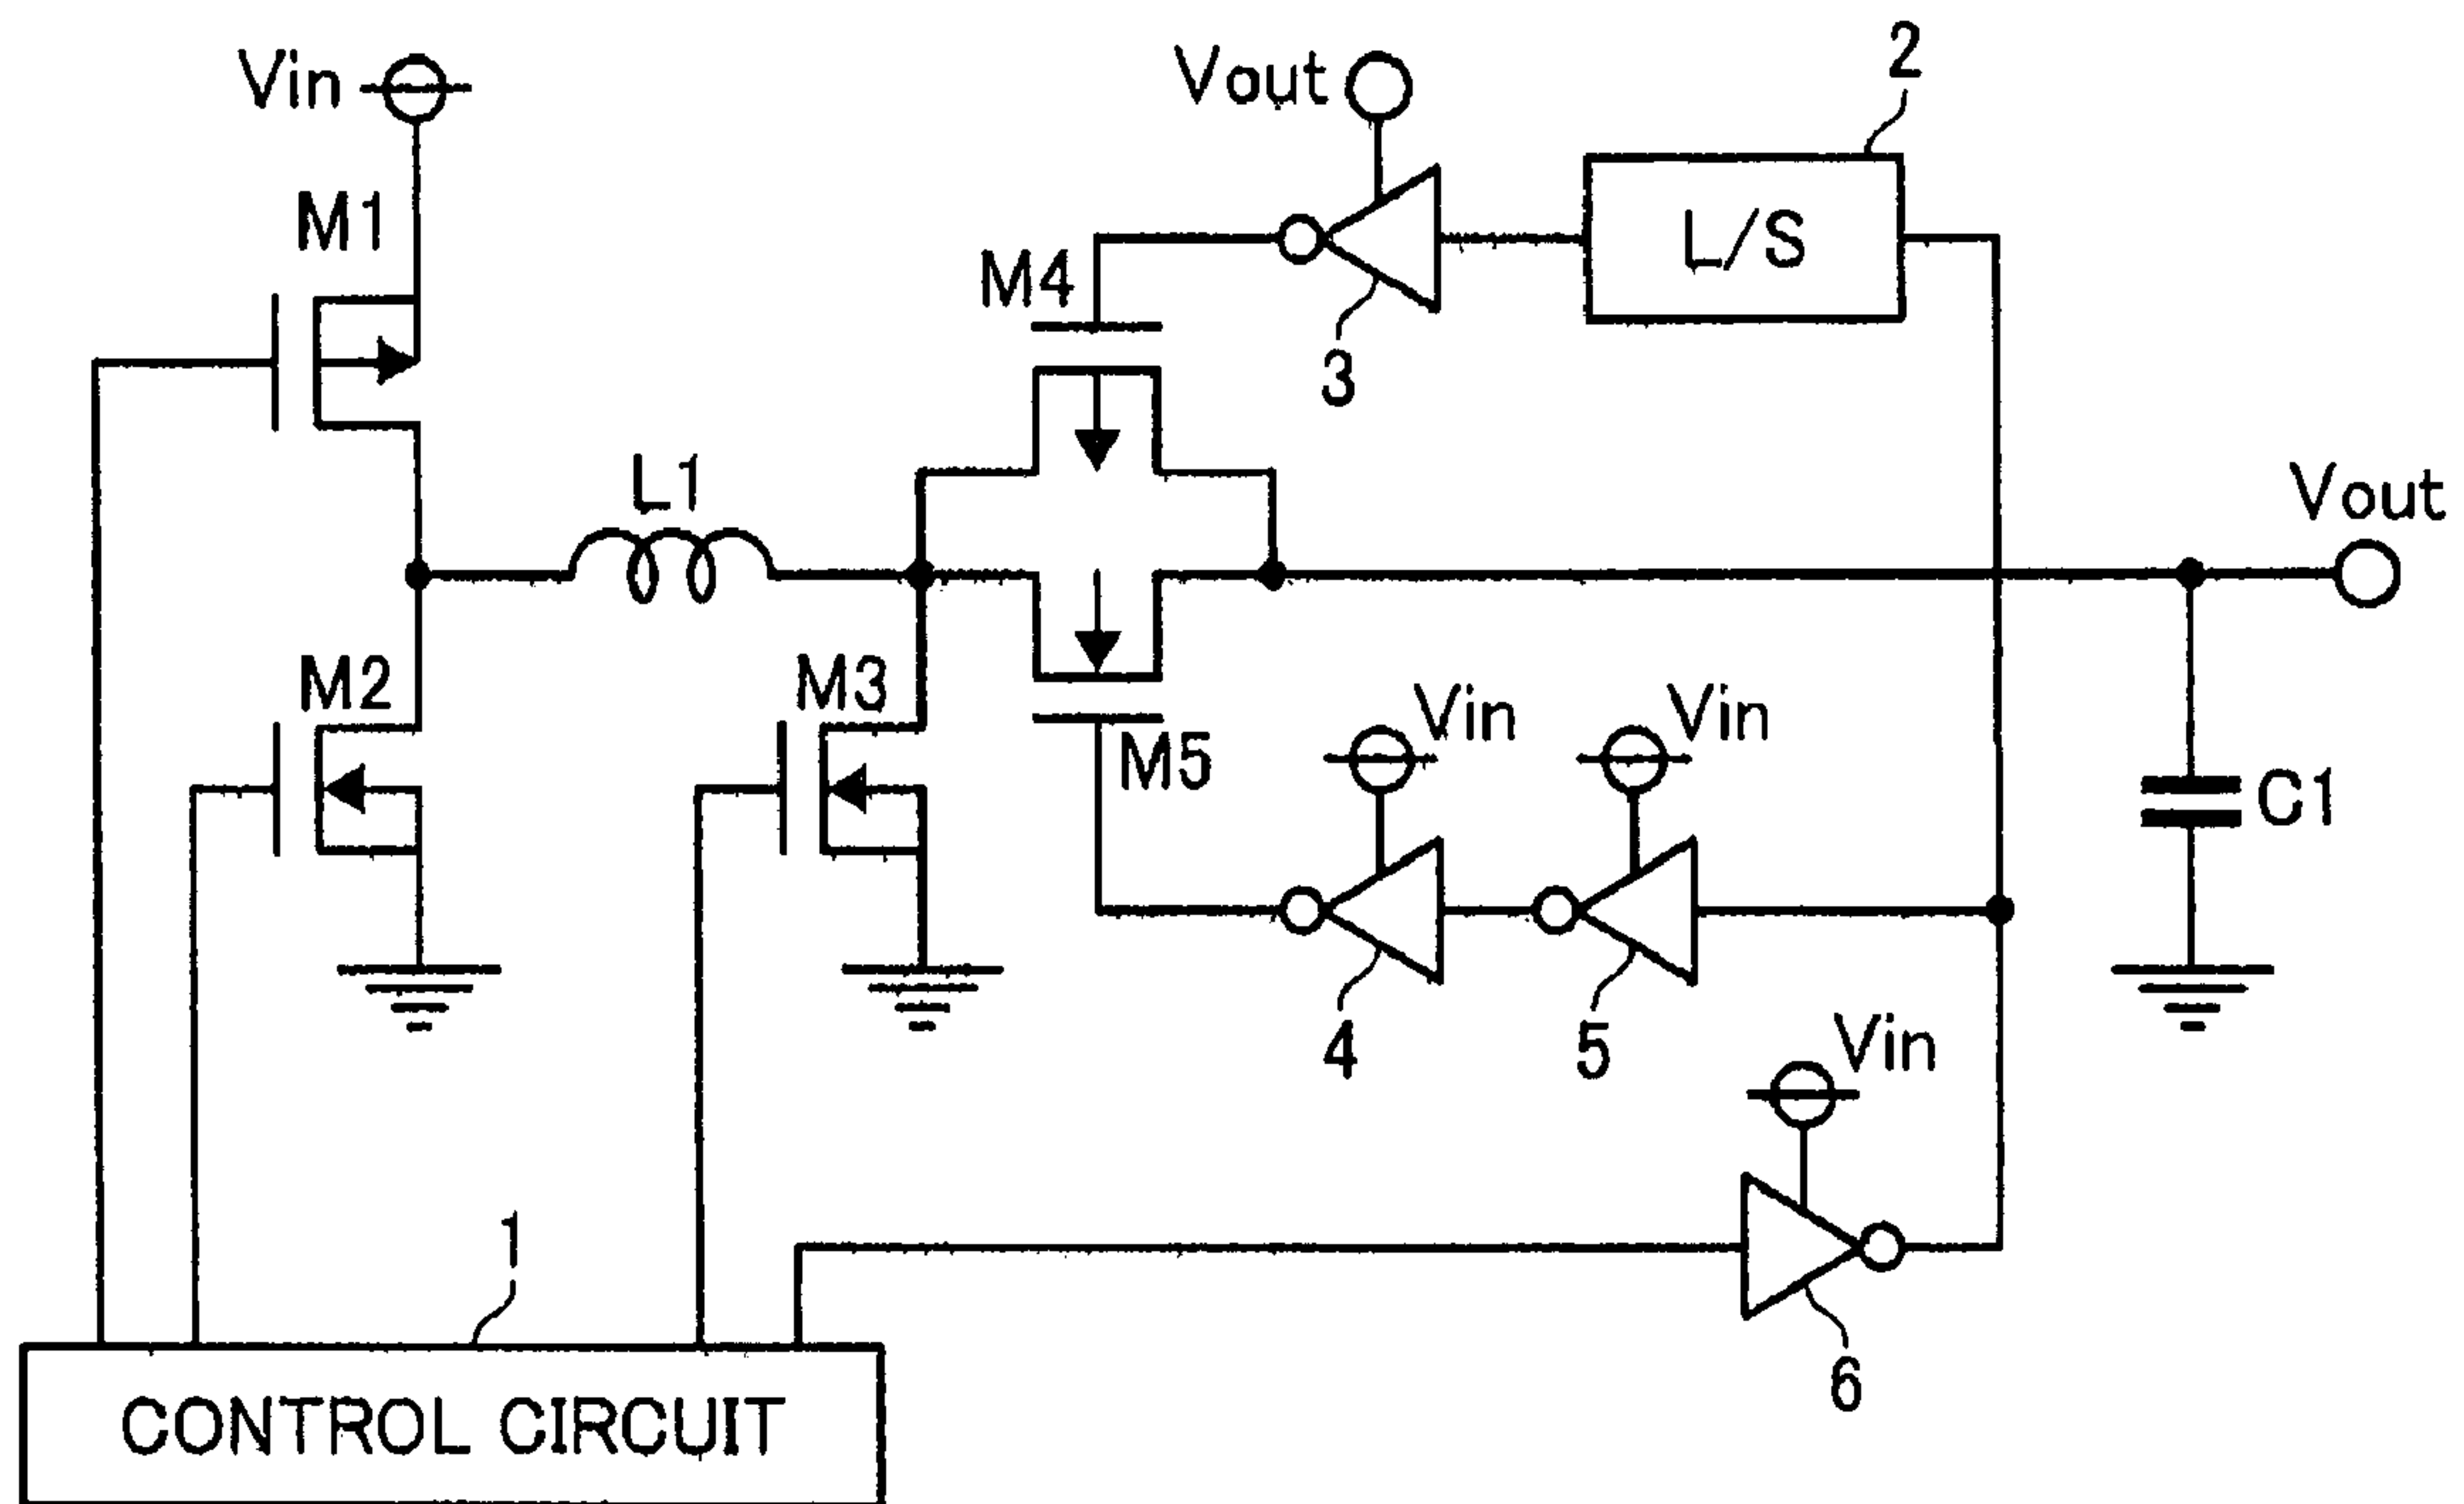 Vin
Vout
2
M1
L/S
M4
3
L1
Vout
M2
M3
M5
Vin
Vin
C1
4
5
Vin
1
6
CONTROL CIRCUIT